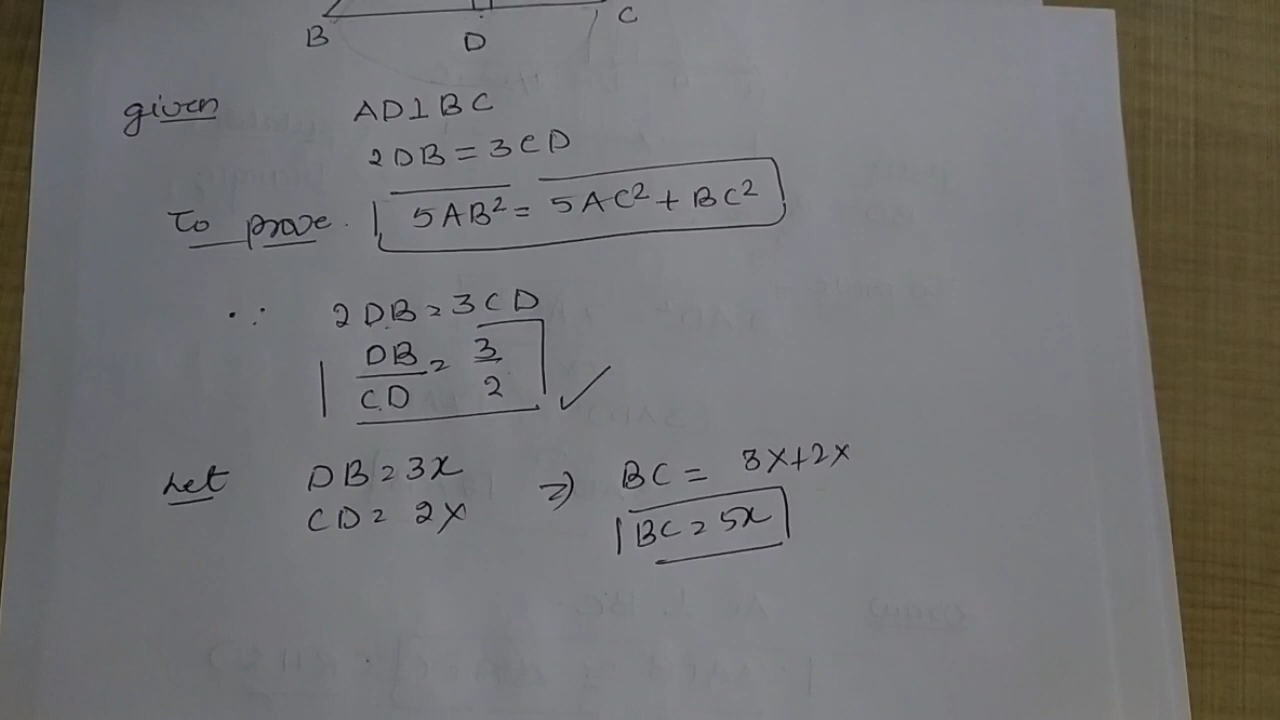 B D C
given AD⊥BC
2DB = 3CD
To prove. 5AB² = 5AC² + BC²
∵ 2DB = 3CD
DB/CD = 3/2 ✓
Let DB = 3x ⇒ BC = 3x+2x
CD = 2x BC = 5x